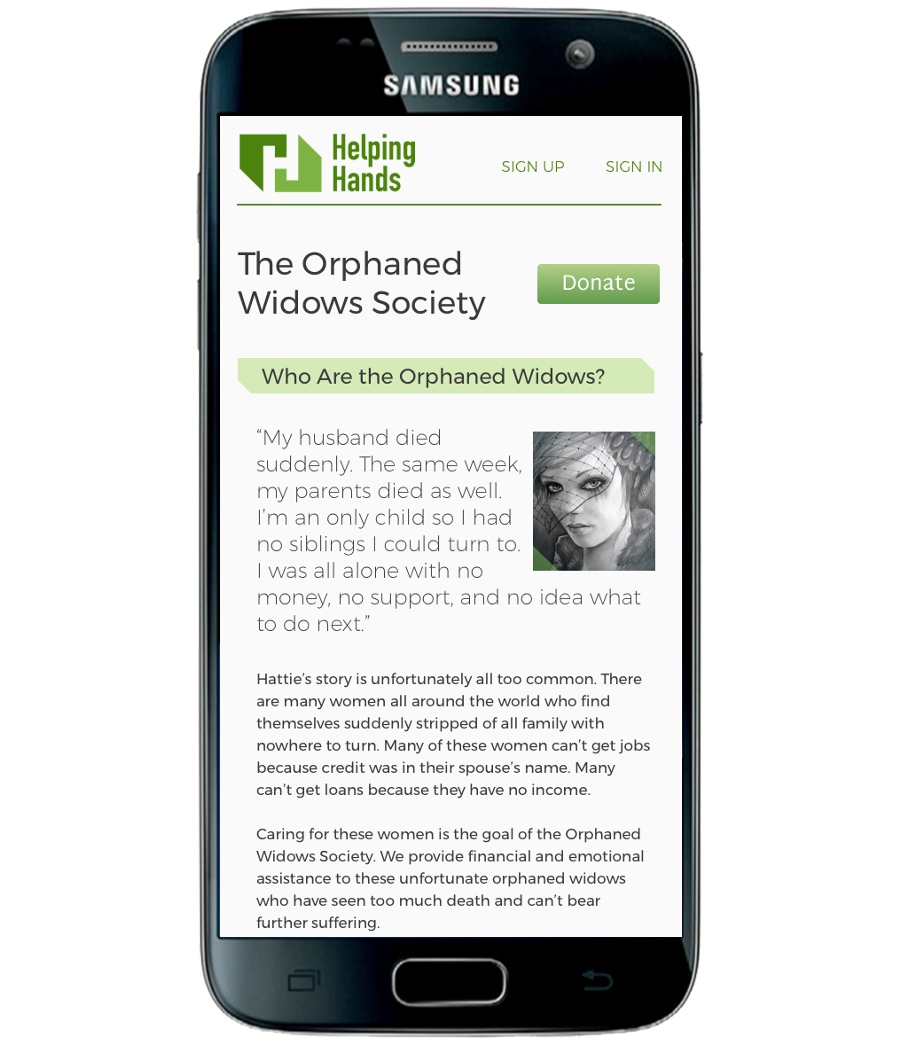 SAMSUNG
Helping
Hands
SIGN UP
SIGN IN
The Orphaned
Widows Society
Donate
Who Are the Orphaned Widows?
“My husband died
suddenly. The same week,
my parents died as well.
I’m an only child so I had
no siblings I could turn to.
I was all alone with no
money, no support, and no idea what
to do next.”
Hattie’s story is unfortunately all too common. There
are many women all around the world who find
themselves suddenly stripped of all family with
nowhere to turn. Many of these women can’t get jobs
because credit was in their spouse’s name. Many
can’t get loans because they have no income.
Caring for these women is the goal of the Orphaned
Widows Society. We provide financial and emotional
assistance to these unfortunate orphaned widows
who have seen too much death and can’t bear
further suffering.